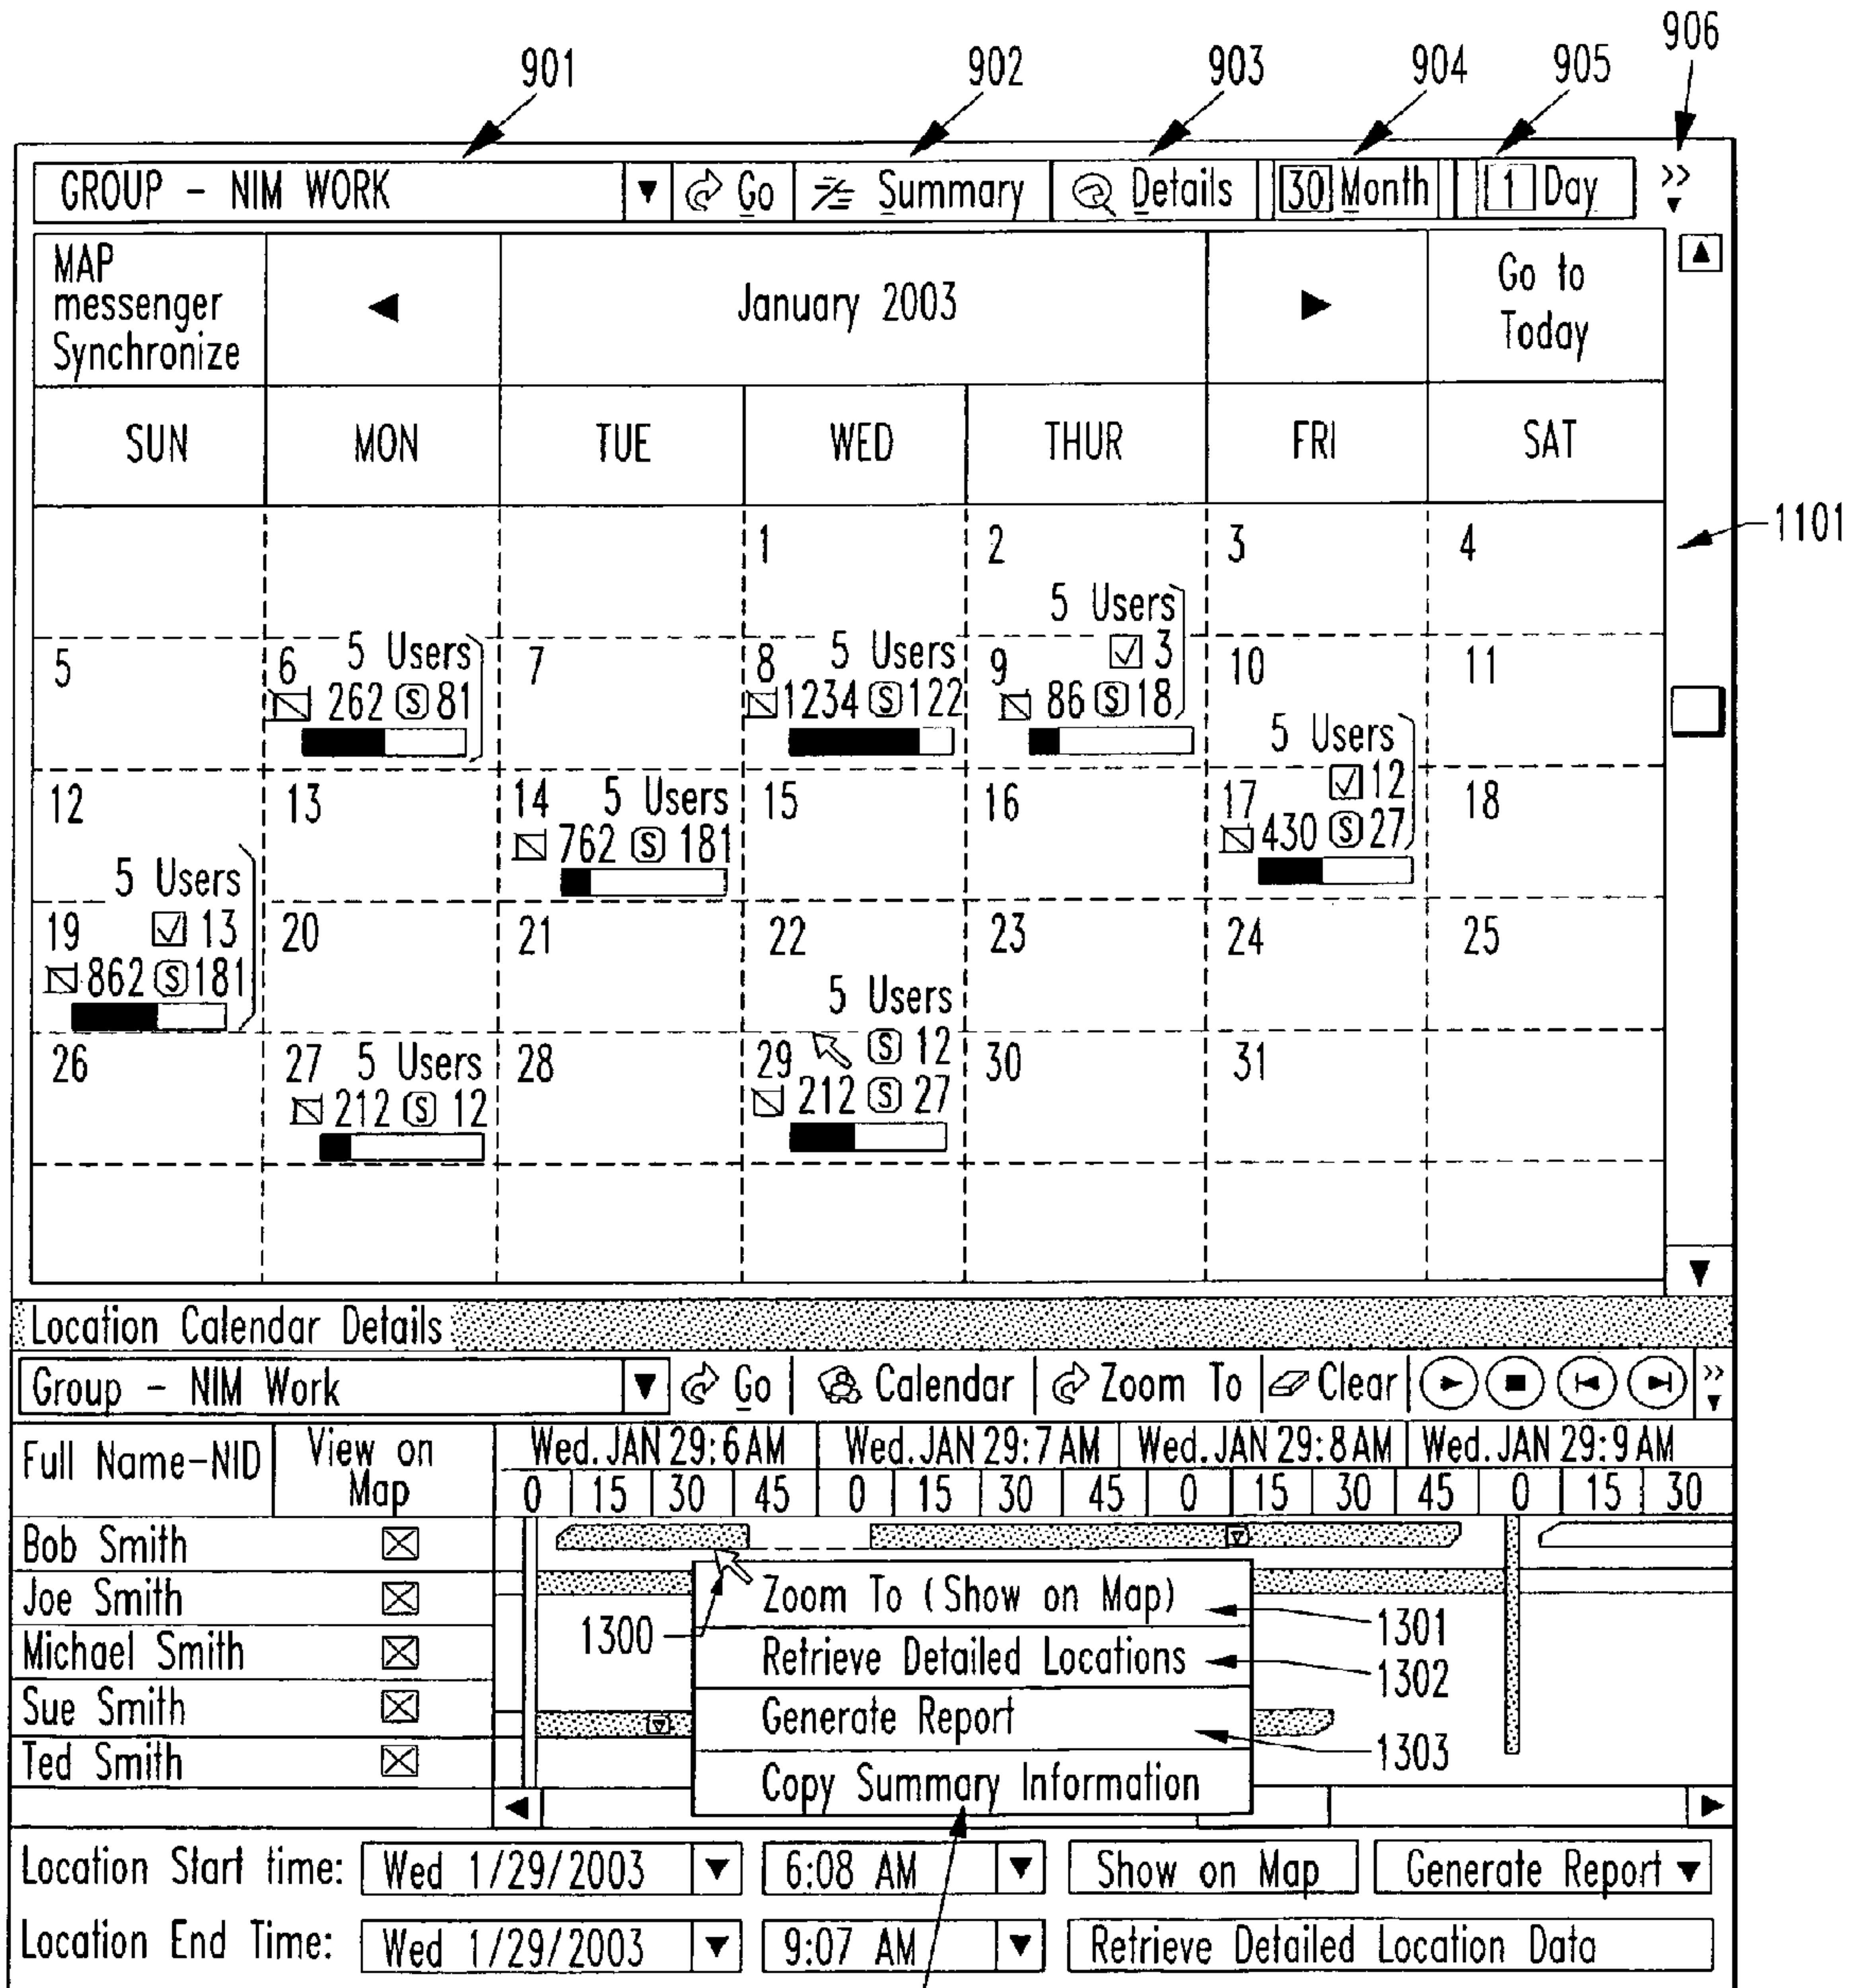 901 902 903 904 905 906
GROUP - NIM WORK Go Summary Details 30 Month 1 Day >>
MAP messenger Synchronize January 2003 Go to Today
SUN MON TUE WED THUR FRI SAT
1 2 3 4
1101
5 Users
5 6 5 Users 7 8 5 Users 9 3 10 11
262 S 81 1234 S 122 86 S 18
5 Users
12 13 14 5 Users 15 16 17 12 18
762 S 181 430 S 27
5 Users
19 13 20 21 22 23 24 25
862 S 181
5 Users
26 27 5 Users 28 29 S 12 30 31
212 S 12 212 S 27
Location Calendar Details
Group - NIM Work Go Calendar Zoom To Clear >>
Full Name-NID View on Map Wed. JAN 29:6 AM Wed. JAN 29:7 AM Wed. JAN 29:8 AM Wed. JAN 29:9 AM
0 15 30 45 0 15 30 45 0 15 30 45 0 15 30
Bob Smith
Joe Smith
Michael Smith
Sue Smith
Ted Smith
1300
Zoom To (Show on Map) 1301
Retrieve Detailed Locations 1302
Generate Report 1303
Copy Summary Information
Location Start time: Wed 1/29/2003 6:08 AM Show on Map Generate Report
Location End Time: Wed 1/29/2003 9:07 AM Retrieve Detailed Location Data